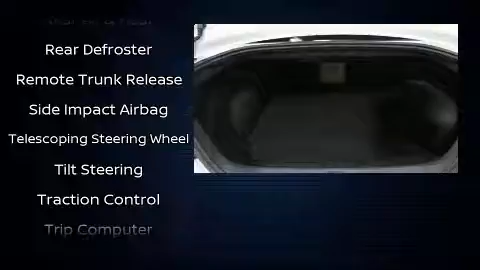 Rear Defroster
Remote Trunk Release
Side Impact Airbag
Telescoping Steering Wheel
Tilt Steering
Traction Control
Trip Computer